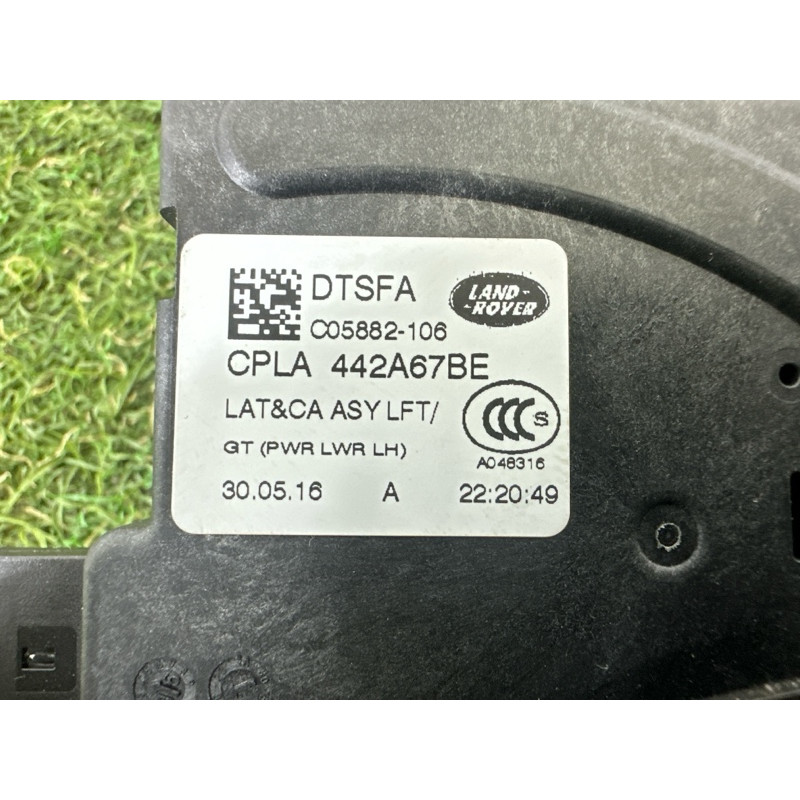 DTSFA
LAND-
-ROVER
C05882-106
CPLA 442A67BE
LAT&CA ASY LFT/
GT (PWR LWR LH)
CCC S
A048316
30.05.16 A 22:20:49